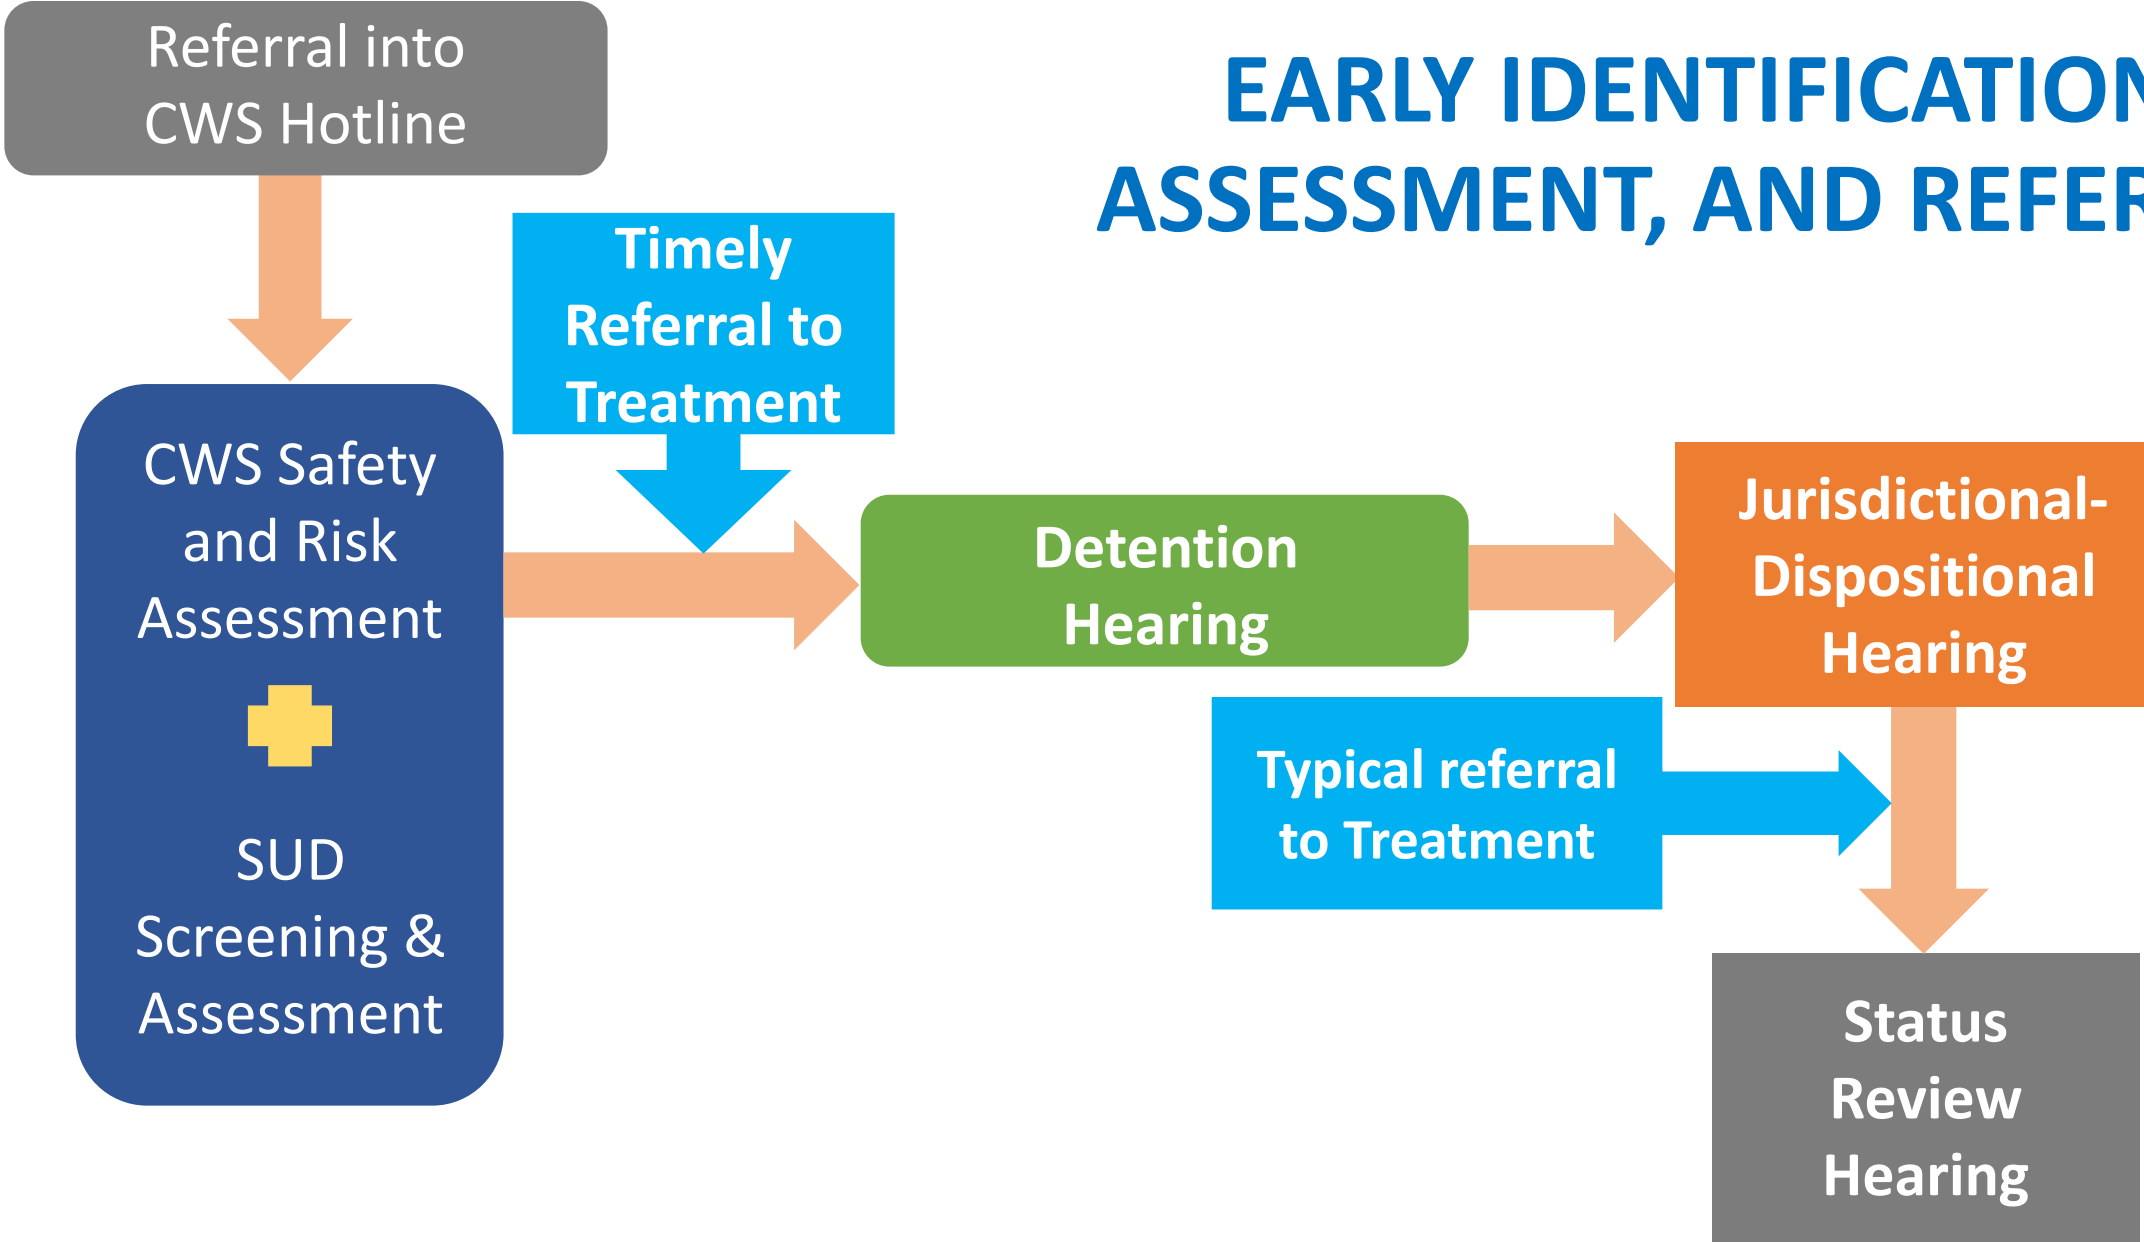 Referral into
CWS Hotline
EARLY IDENTIFICATION
ASSESSMENT, AND REFER
Timely
Referral to
Treatment
CWS Safety
and Risk
Assessment
SUD
Screening &
Assessment
Detention
Hearing
Jurisdictional-
Dispositional
Hearing
Typical referral
to Treatment
Status
Review
Hearing